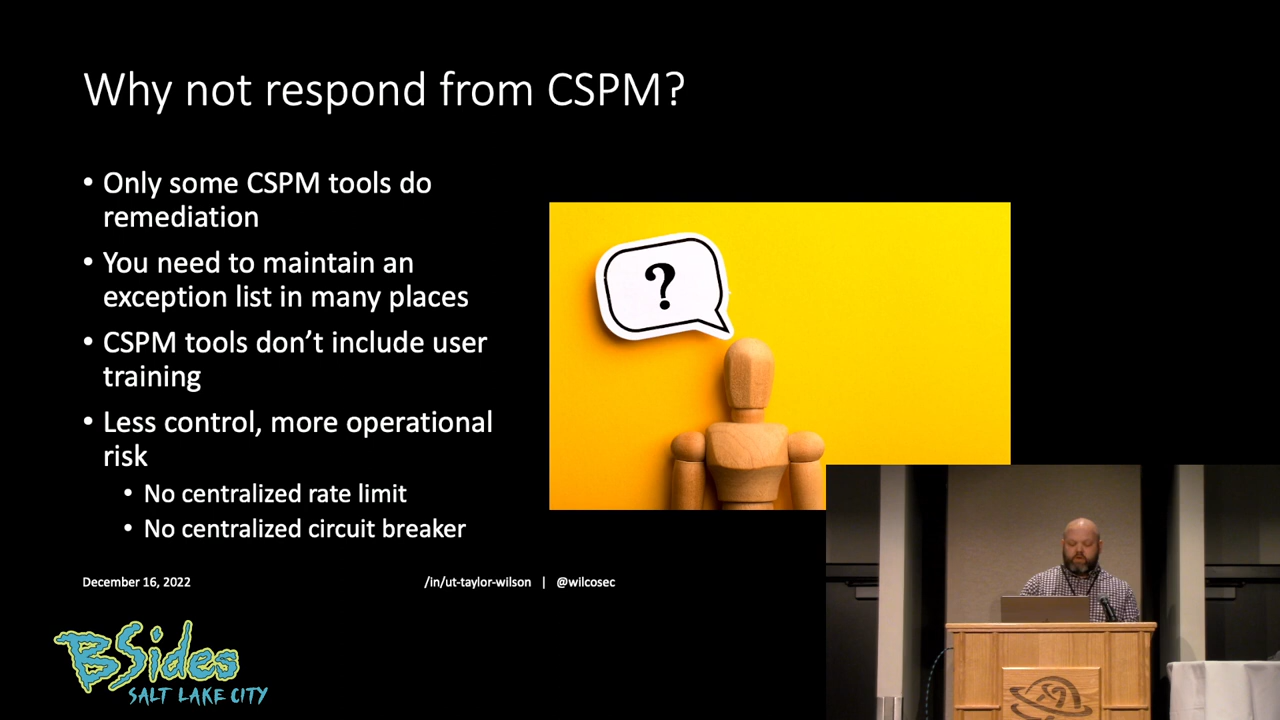 Why not respond from CSPM?
• Only some CSPM tools do
remediation
• You need to maintain an
exception list in many places
• CSPM tools don’t include user
training
• Less control, more operational
risk
• No centralized rate limit
• No centralized circuit breaker
?
December 16, 2022
/in/ut-taylor-wilson | @wilcosec
BSides
SALT LAKE CITY